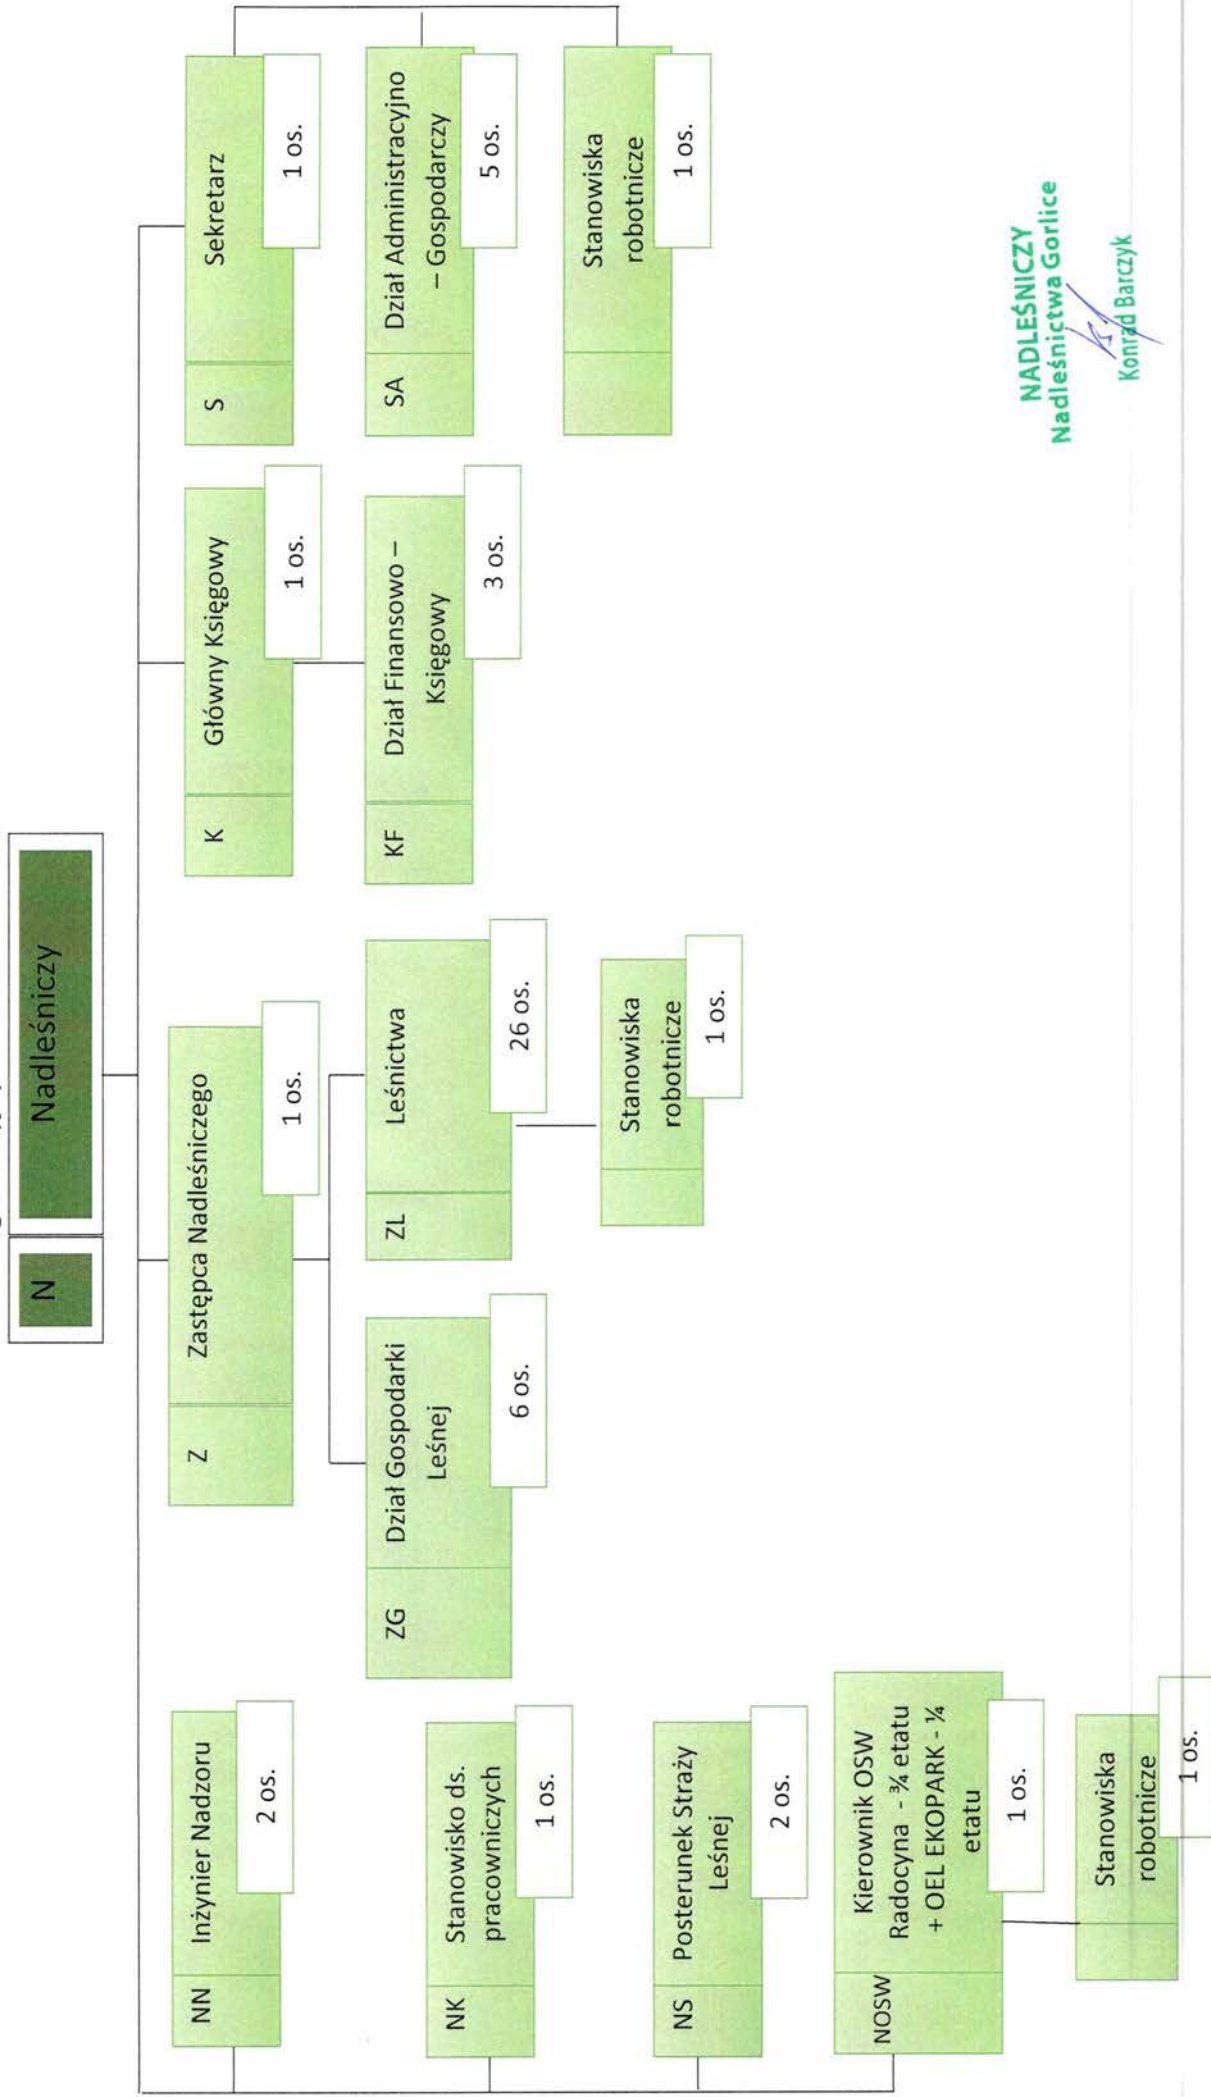 N
Nadleśniczy
NN
Inżynier Nadzoru
2 os.
NK
Stanowisko ds.
pracowniczych
1 os.
NS
Posterunek Straży
Leśnej
2 os.
NOSW
Kierownik OSW
Radocyna - ¾ etatu
+ OEL EKOPARK - ¼
etatu
1 os.
Stanowiska
robotnicze
1 os.
Z
Zastępca Nadleśniczego
1 os.
ZG
Dział Gospodarki
Leśnej
6 os.
ZL
Leśnictwa
26 os.
Stanowiska
robotnicze
1 os.
K
Główny Księgowy
1 os.
KF
Dział Finansowo –
Księgowy
3 os.
S
Sekretarz
1 os.
SA
Dział Administracyjno
– Gospodarczy
5 os.
Stanowiska
robotnicze
1 os.
NADLEŚNICZY
Nadleśnictwa Gorlice
Konrad Barczyk